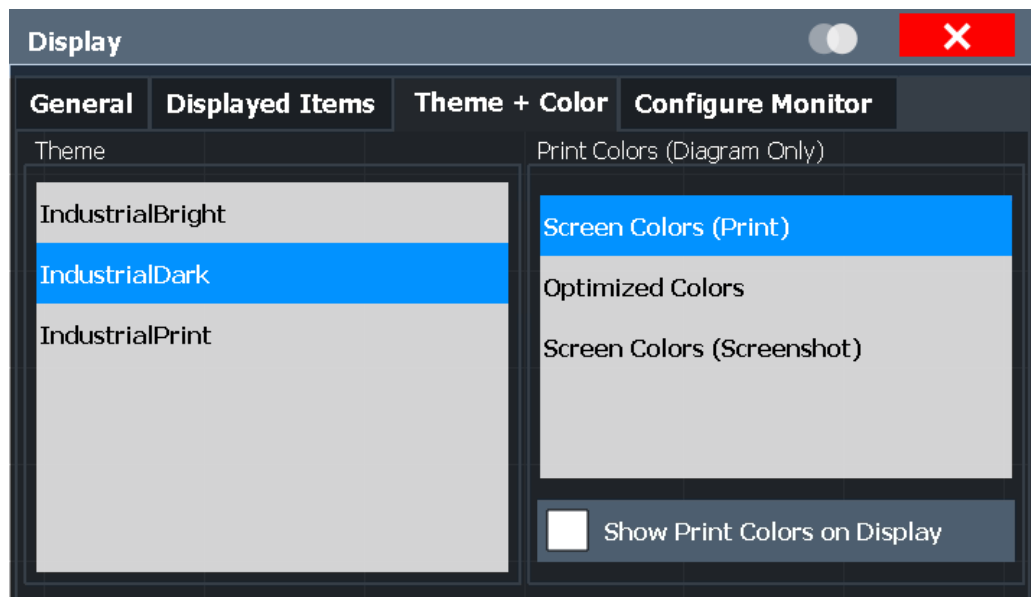 Display
General
Displayed Items
Theme + Color
Configure Monitor
Theme
IndustrialBright
IndustrialDark
IndustrialPrint
Print Colors (Diagram Only)
Screen Colors (Print)
Optimized Colors
Screen Colors (Screenshot)
Show Print Colors on Display